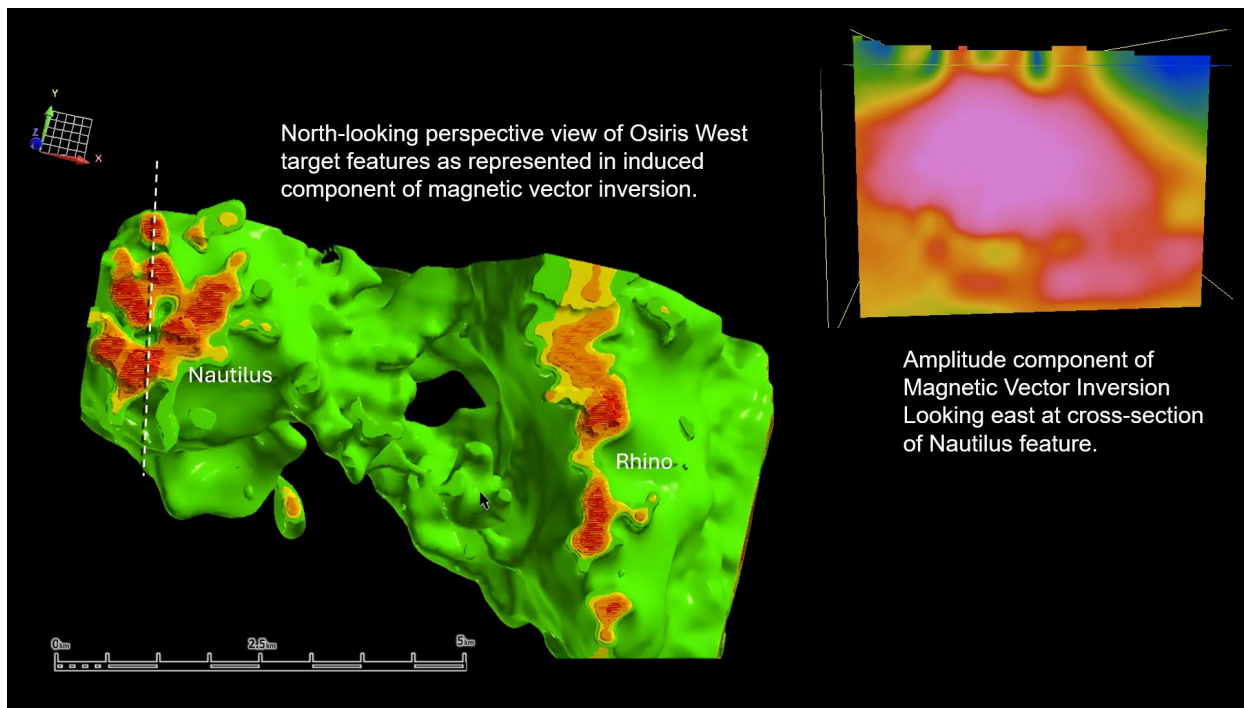 Y
Z
X
North-looking perspective view of Osiris West
target features as represented in induced
component of magnetic vector inversion.
Nautilus
Rhino
0km
2.5km
5km
Amplitude component of
Magnetic Vector Inversion
Looking east at cross-section
of Nautilus feature.